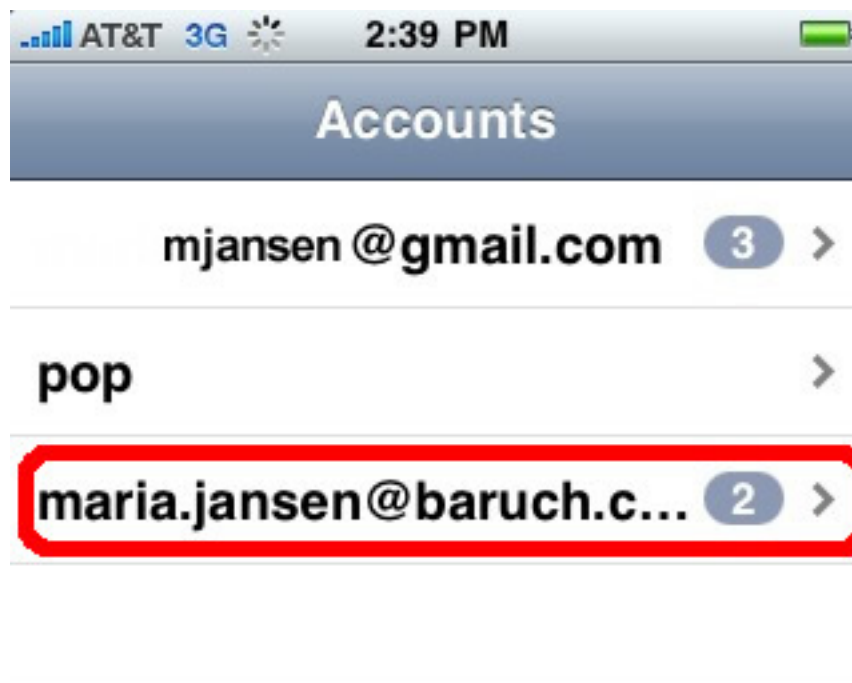 AT&T 3G 2:39 PM
Accounts
mjansen@gmail.com 3
pop
maria.jansen@baruch.c... 2